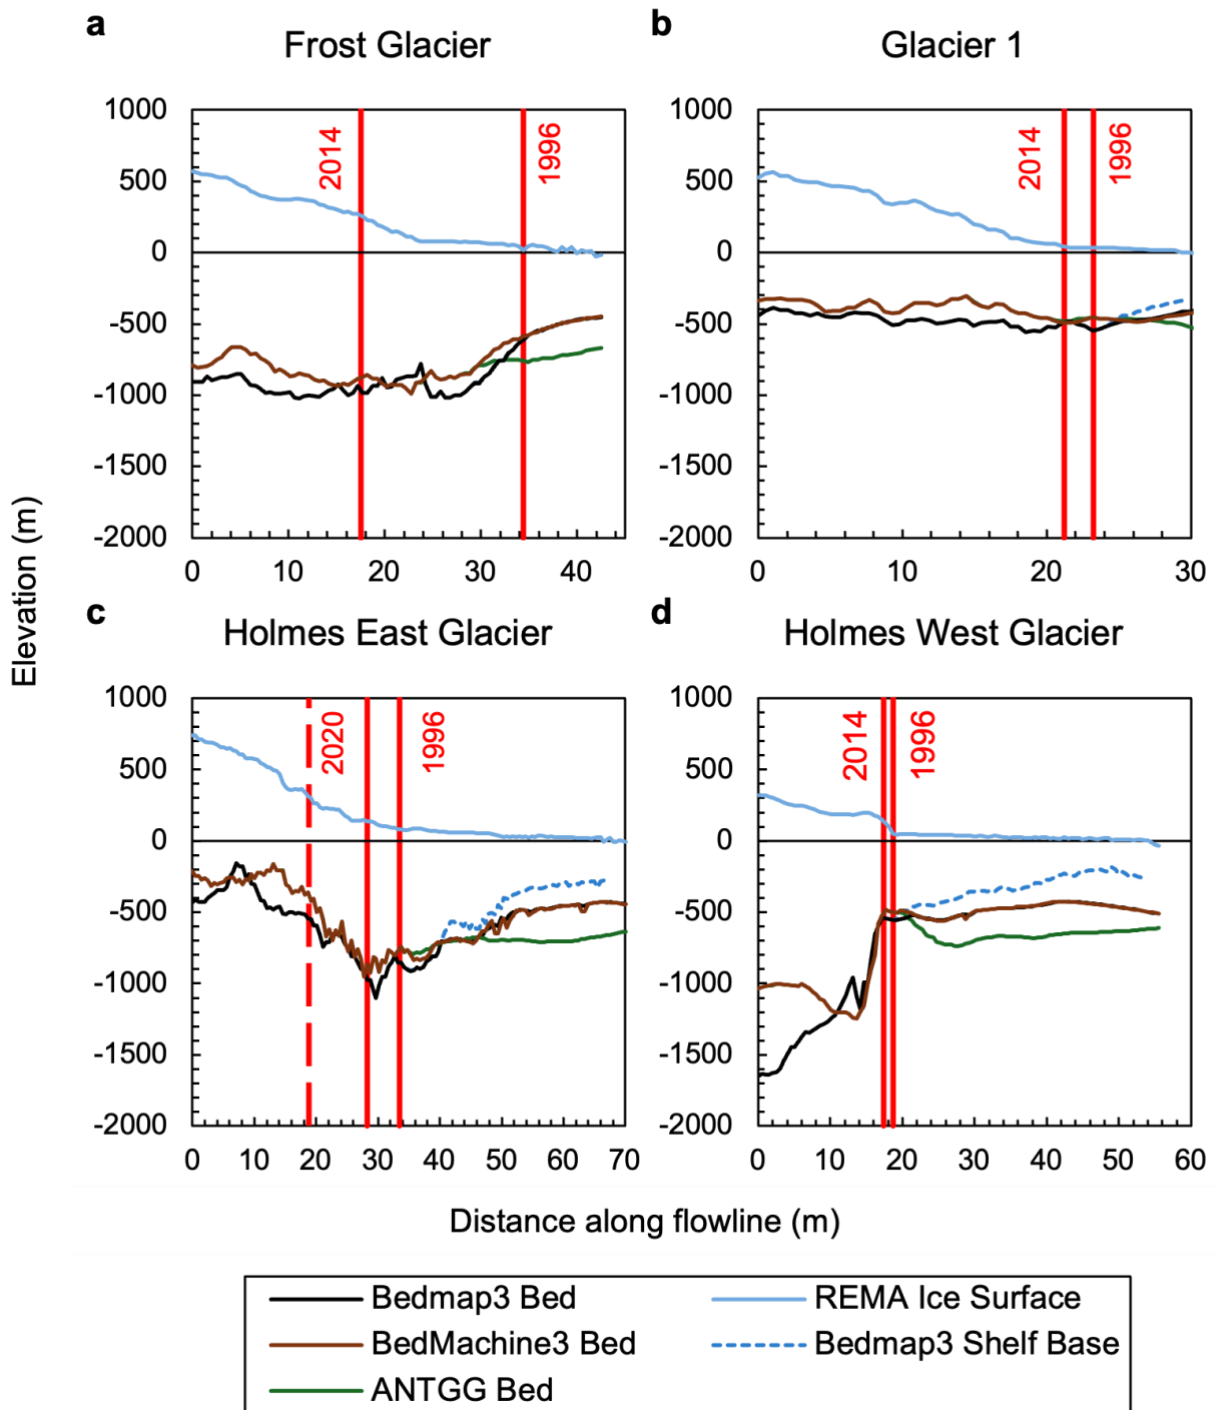 a
Frost Glacier
b
Glacier 1
Elevation (m)
1000
500
0
-500
-1000
-1500
-2000
2014
1996
0 10 20 30 40
1000
500
0
-500
-1000
-1500
-2000
2014
1996
0 10 20 30
c
Holmes East Glacier
d
Holmes West Glacier
1000
500
0
-500
-1000
-1500
-2000
2020
1996
0 10 20 30 40 50 60 70
1000
500
0
-500
-1000
-1500
-2000
2014
1996
0 10 20 30 40 50 60
Distance along flowline (m)
Bedmap3 Bed
REMA Ice Surface
BedMachine3 Bed
Bedmap3 Shelf Base
ANTGG Bed